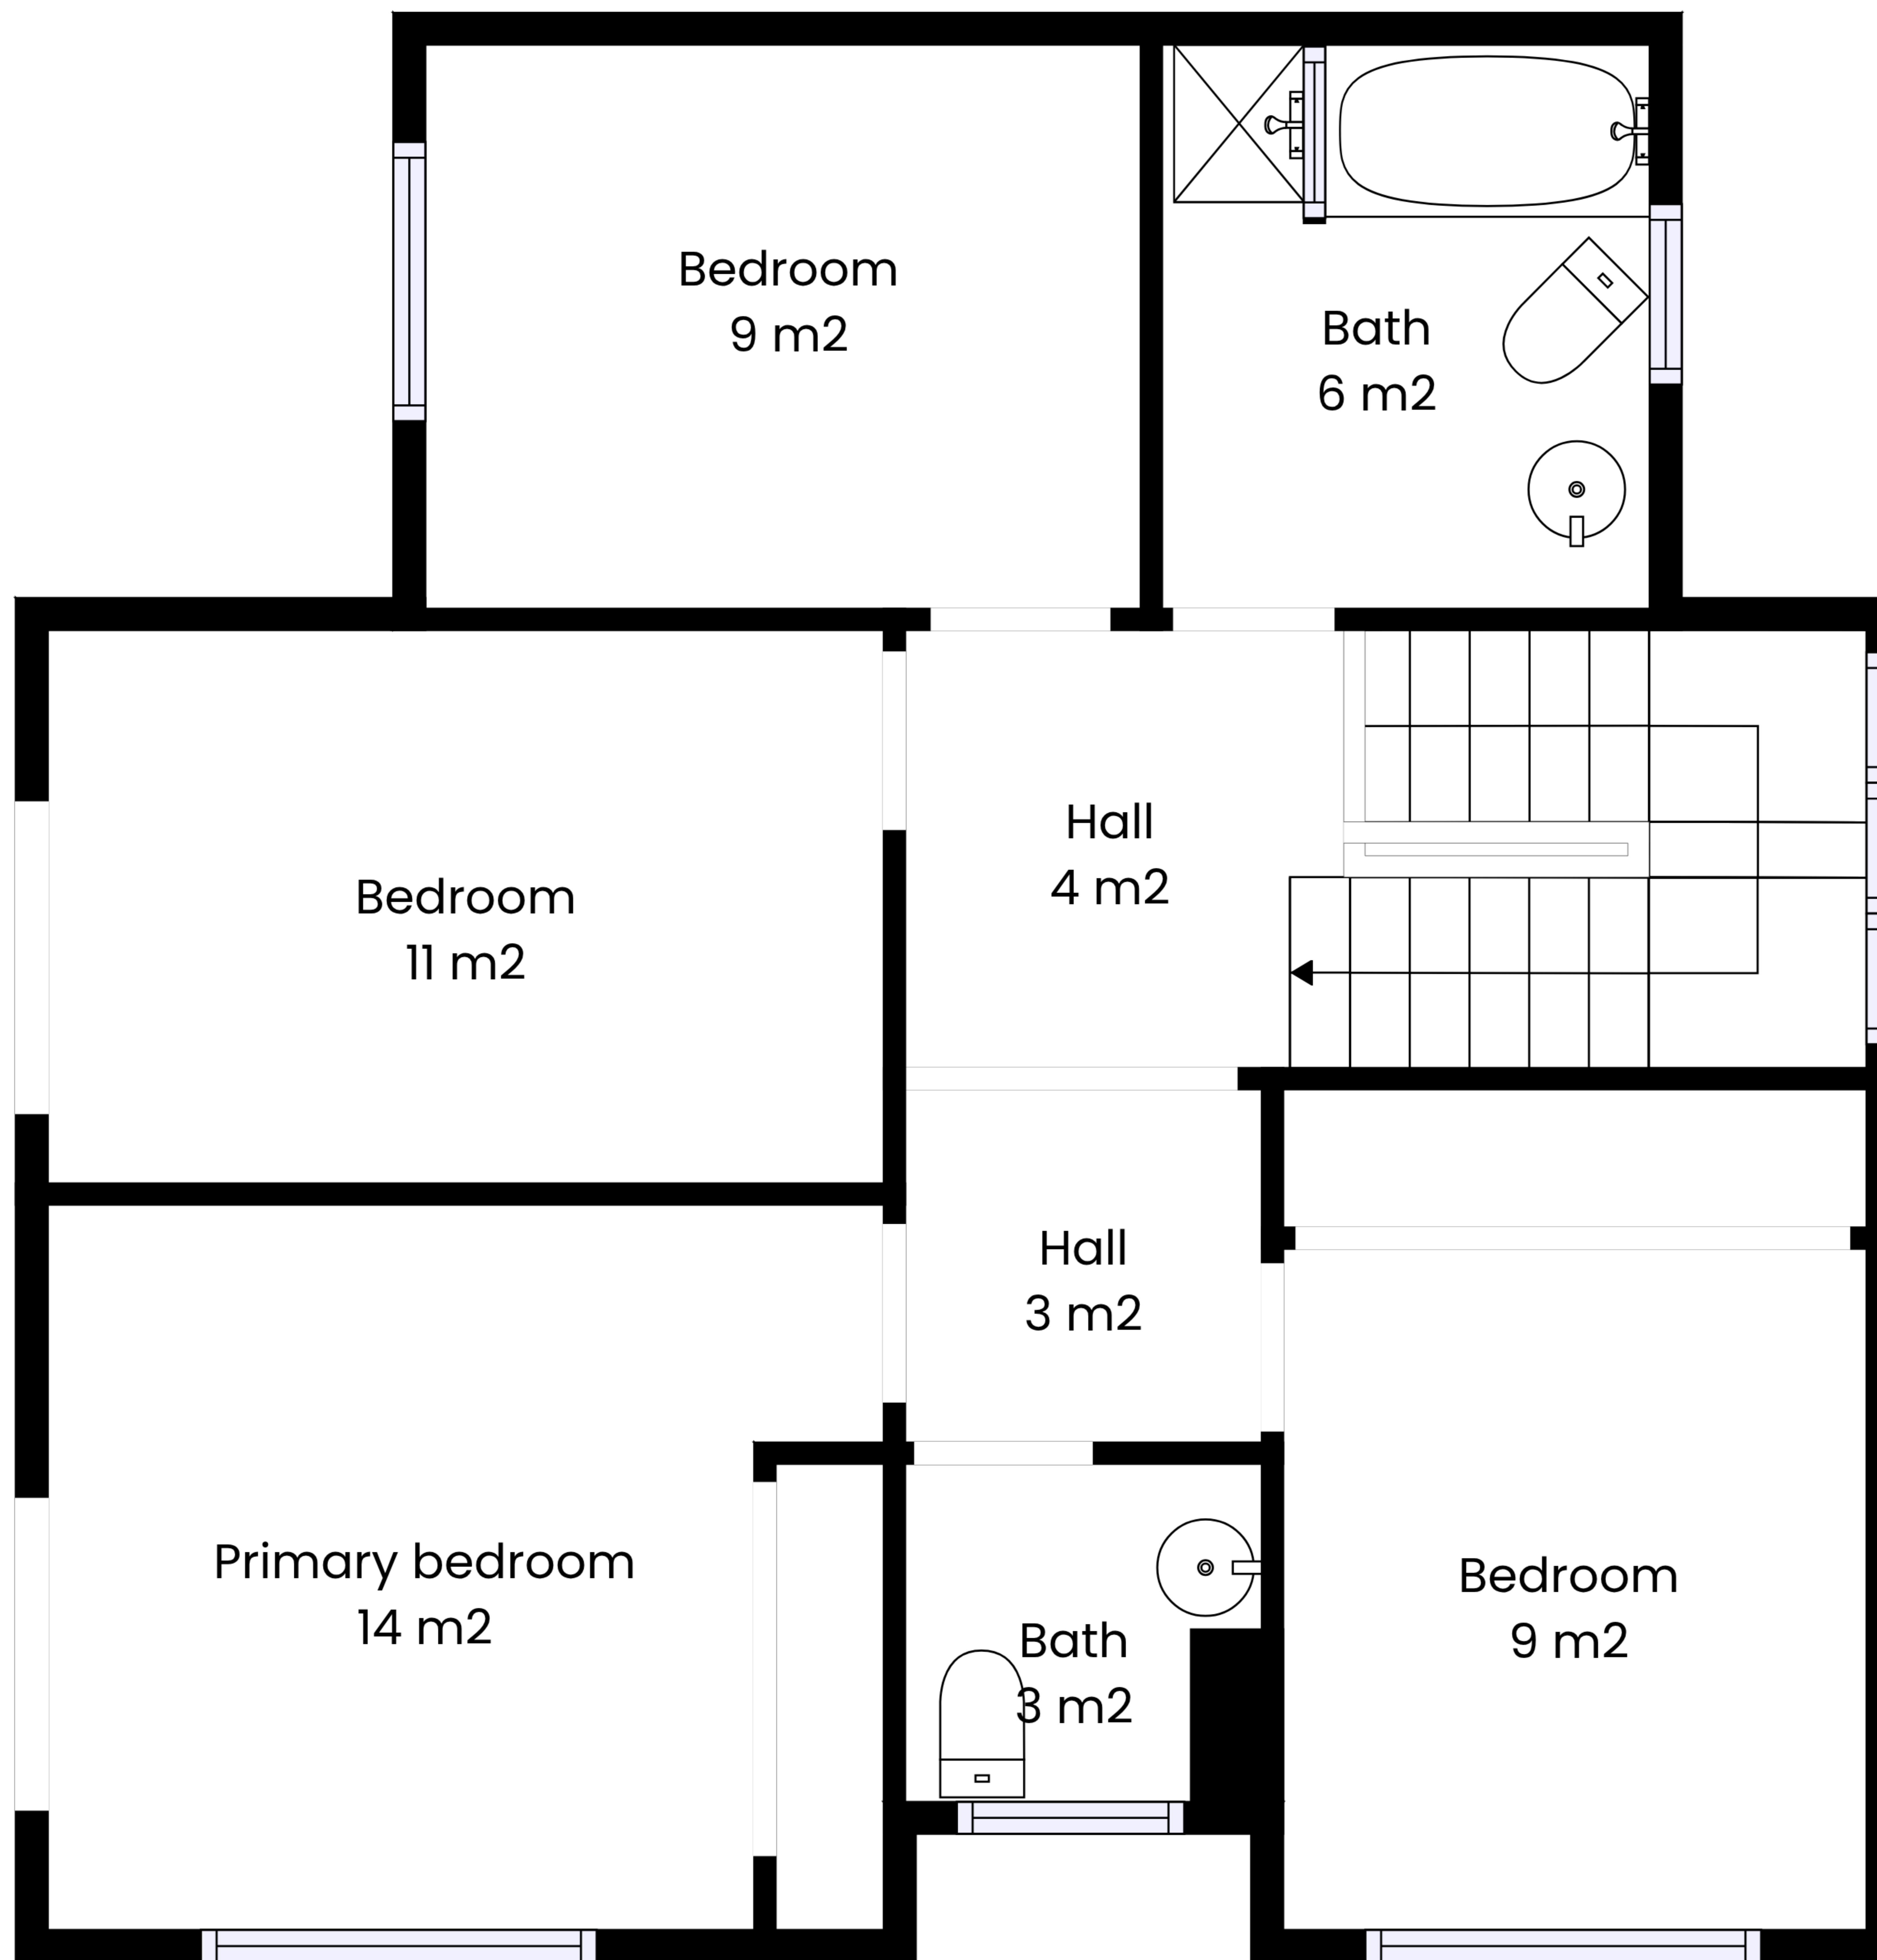 Bedroom
9 m2
Bath
6 m2
Hall
4 m2
Bedroom
11 m2
Hall
3 m2
Primary bedroom
14 m2
Bedroom
9 m2
Bath
3 m2